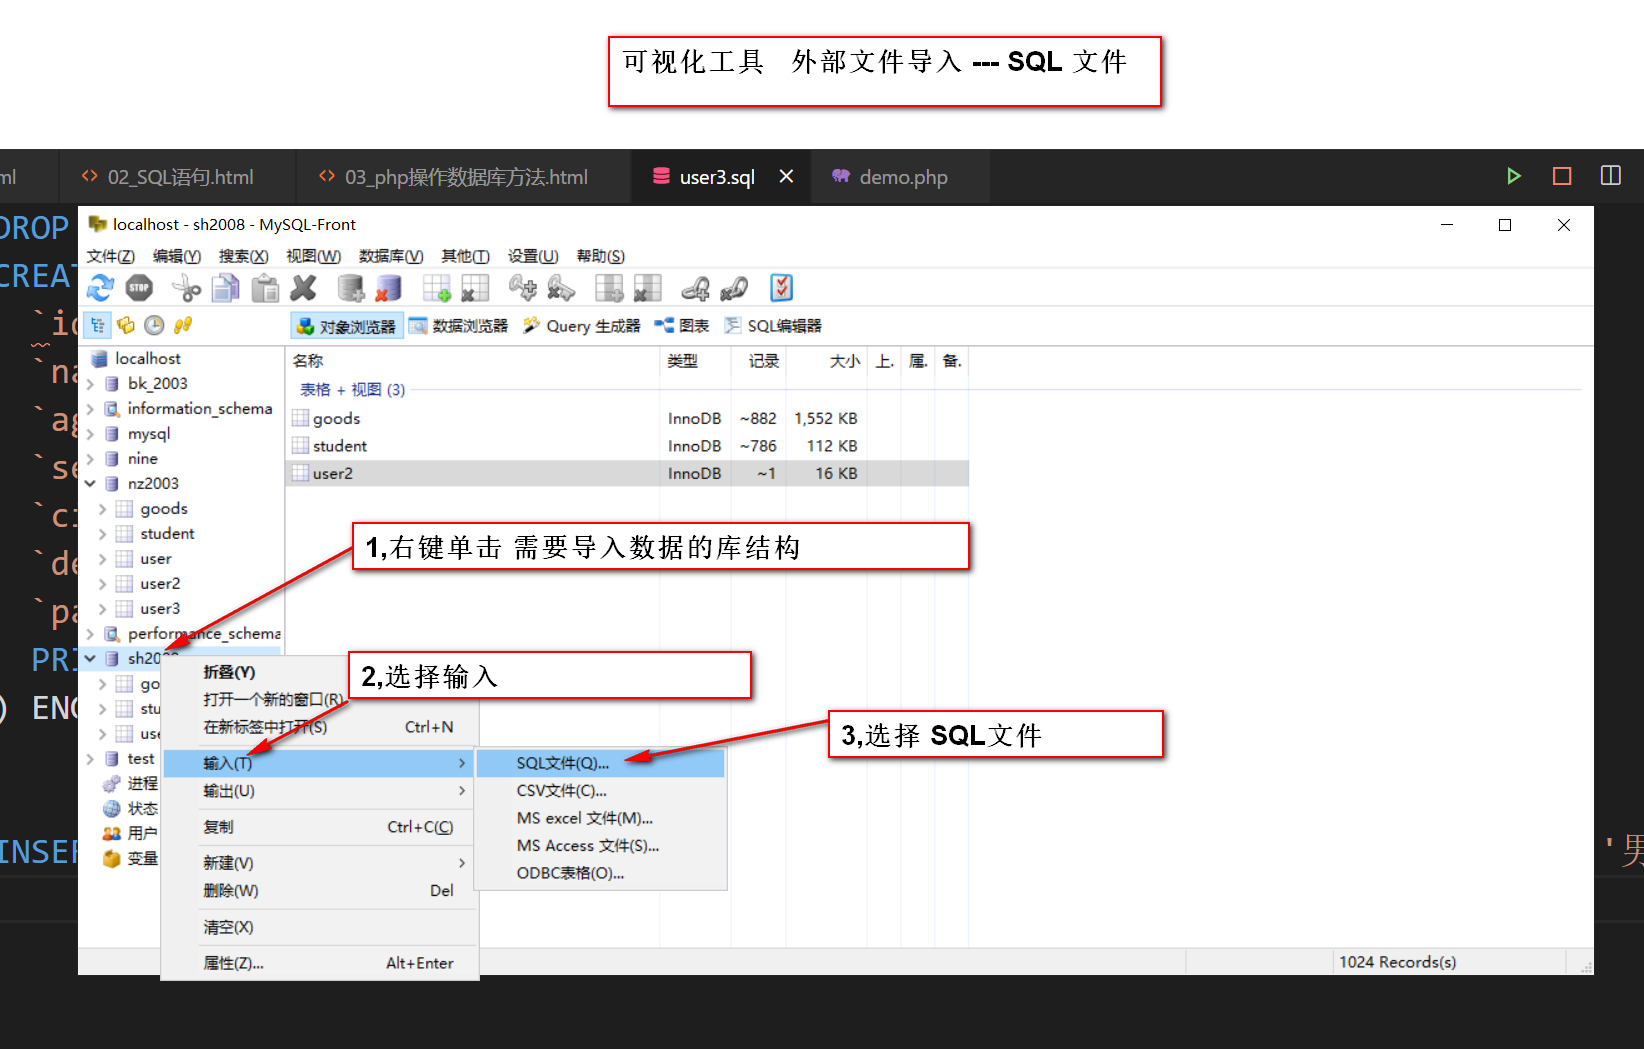 可视化工具 外部文件导入 --- SQL 文件
ml
<> 02_SQL语句.html
<> 03_php操作数据库方法.html
user3.sql
demo.php
DROP
CREAT
`
`na
`ag
`se
`ci
`de
`pa
PRI
) ENG
INSER
'男
localhost - sh2008 - MySQL-Front
文件(Z) 编辑(Y) 搜索(X) 视图(W) 数据库(V) 其他(T) 设置(U) 帮助(S)
STOP
对象浏览器 数据浏览器 Query 生成器 图表 SQL编辑器
localhost
bk_2003
information_schema
mysql
nine
nz2003
goods
student
user
user2
user3
performance_schema
sh2008
go
stu
use
test
进程
状态
用户
变量
名称 类型 记录 大小 上. 属. 备.
表格 + 视图 (3)
goods InnoDB ~882 1,552 KB
student InnoDB ~786 112 KB
user2 InnoDB ~1 16 KB
1,右键单击 需要导入数据的库结构
2,选择输入
3,选择 SQL文件
折叠(Y)
打开一个新的窗口(R)
在新标签中打开(S) Ctrl+N
输入(T)
输出(U)
复制 Ctrl+C(C)
新建(V)
删除(W) Del
清空(X)
属性(Z)... Alt+Enter
SQL文件(Q)...
CSV文件(C)...
MS excel 文件(M)...
MS Access 文件(S)...
ODBC表格(O)...
1024 Records(s)